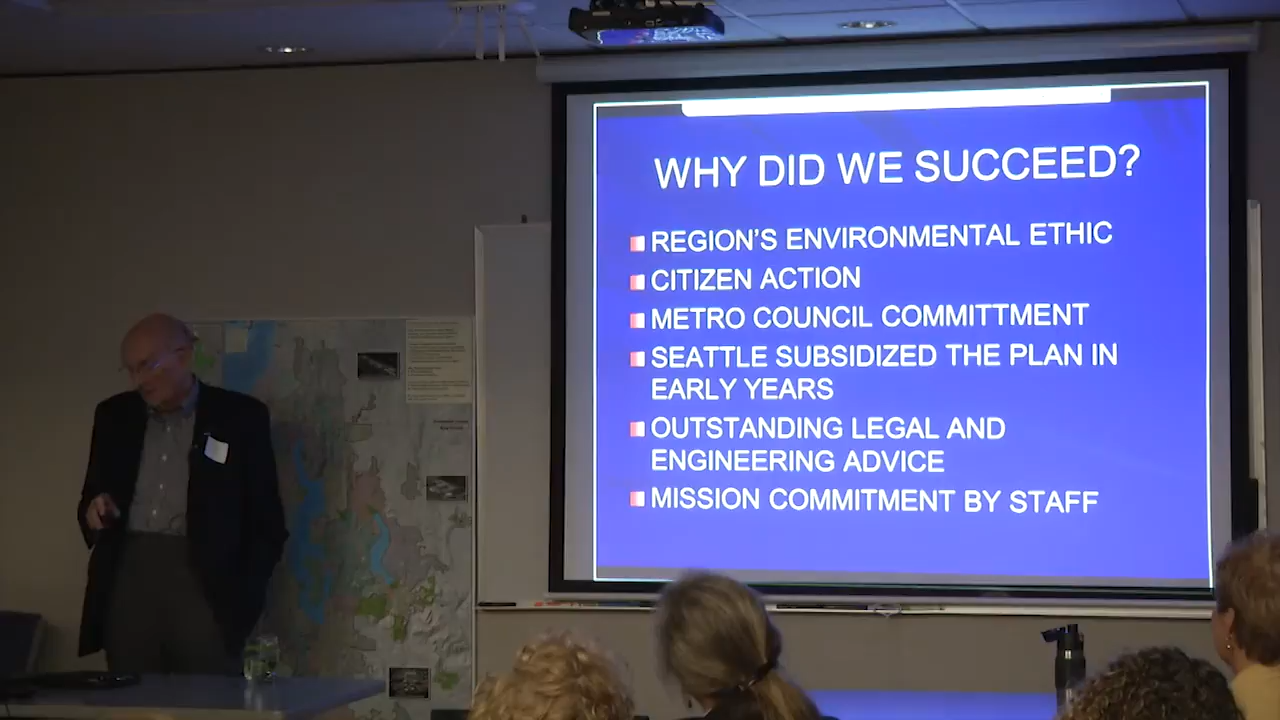 WHY DID WE SUCCEED?
REGION'S ENVIRONMENTAL ETHIC
CITIZEN ACTION
METRO COUNCIL COMMITTMENT
SEATTLE SUBSIDIZED THE PLAN IN
EARLY YEARS
OUTSTANDING LEGAL AND
ENGINEERING ADVICE
MISSION COMMITMENT BY STAFF